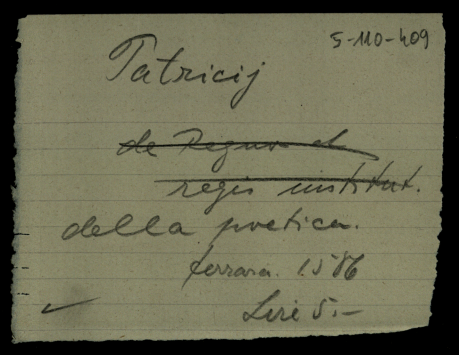 5-110-409
Patricij
de Regno et
regis institut.
della poetica.
ferrara. 1586
Lire 5.-